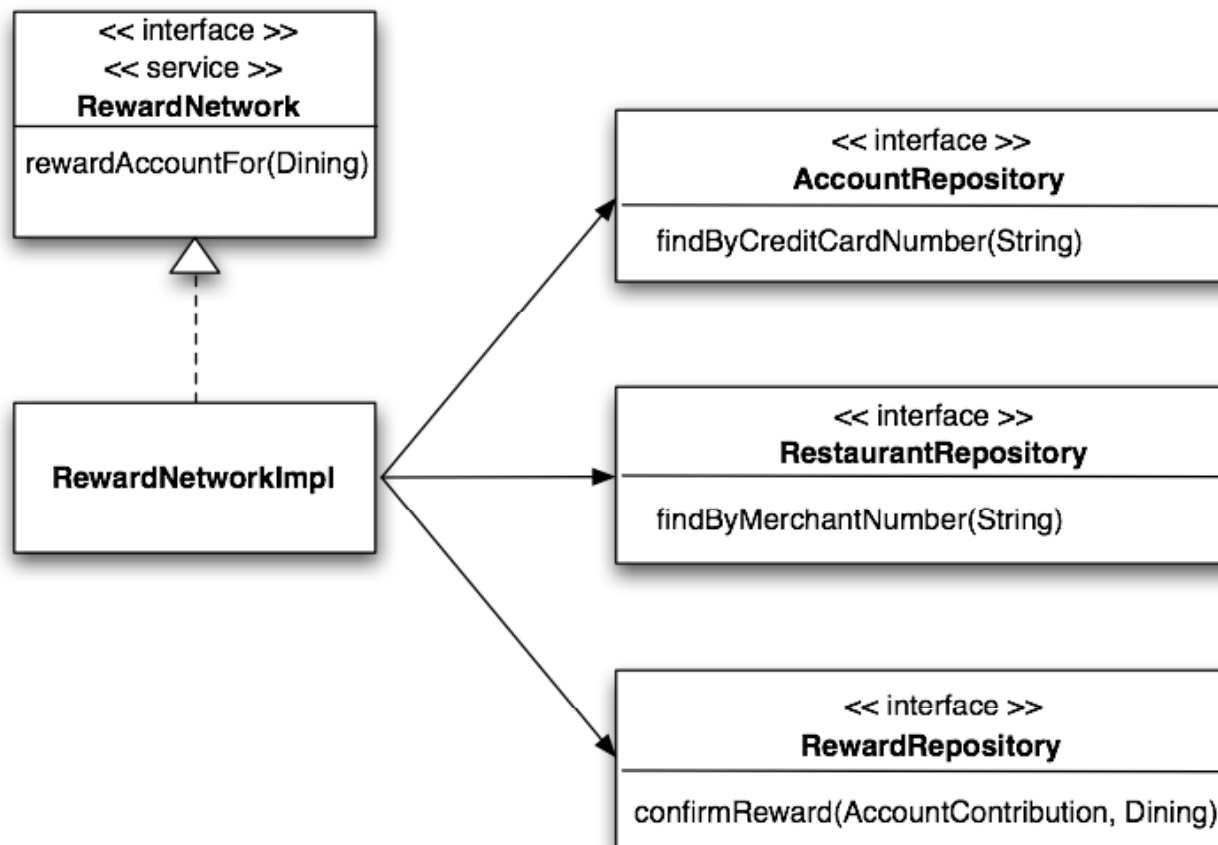 << interface >>
<< service >>
RewardNetwork
rewardAccountFor(Dining)
RewardNetworkImpl
<< interface >>
AccountRepository
findByCreditCardNumber(String)
<< interface >>
RestaurantRepository
findByMerchantNumber(String)
<< interface >>
RewardRepository
confirmReward(AccountContribution, Dining)